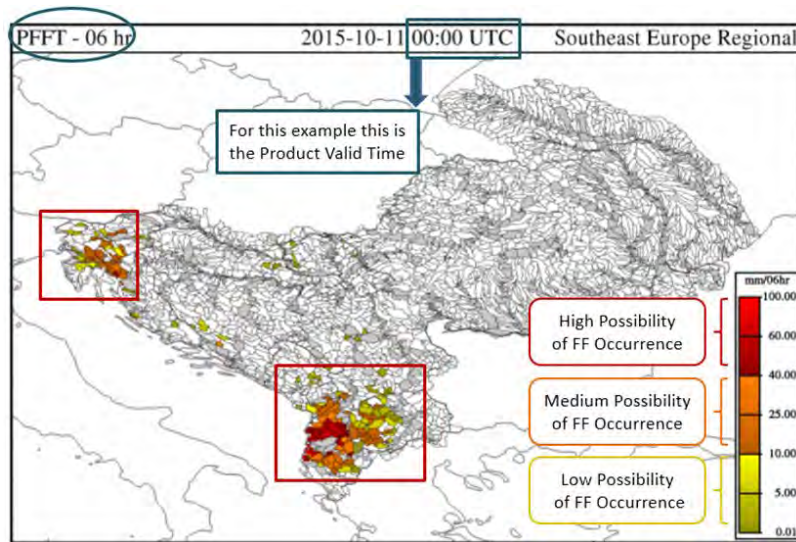 PFFT - 06 hr 2015-10-11 00:00 UTC Southeast Europe Regional
For this example this is
the Product Valid Time
mm/06hr
100.00
High Possibility
of FF Occurrence
60.00
40.00
Medium Possibility
of FF Occurrence
25.00
10.00
Low Possibility
of FF Occurrence
5.00
0.01